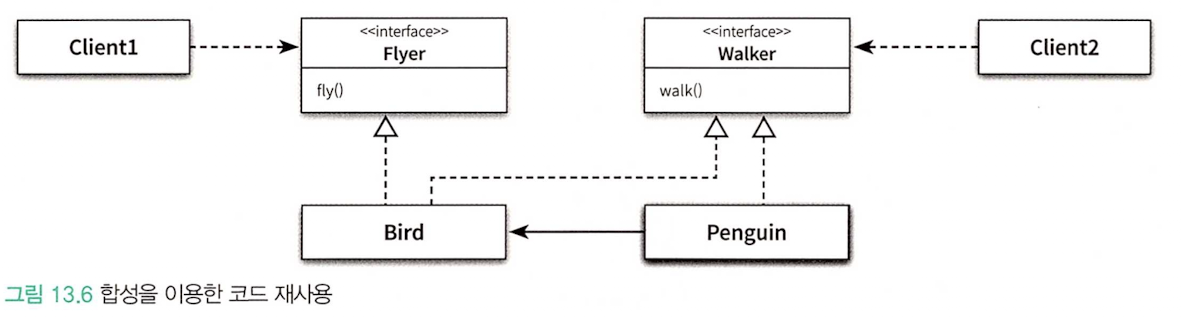 Client1
<<interface>>
Flyer
fly()
<<interface>>
Walker
walk()
Client2
Bird
Penguin
그림 13.6 합성을 이용한 코드 재사용